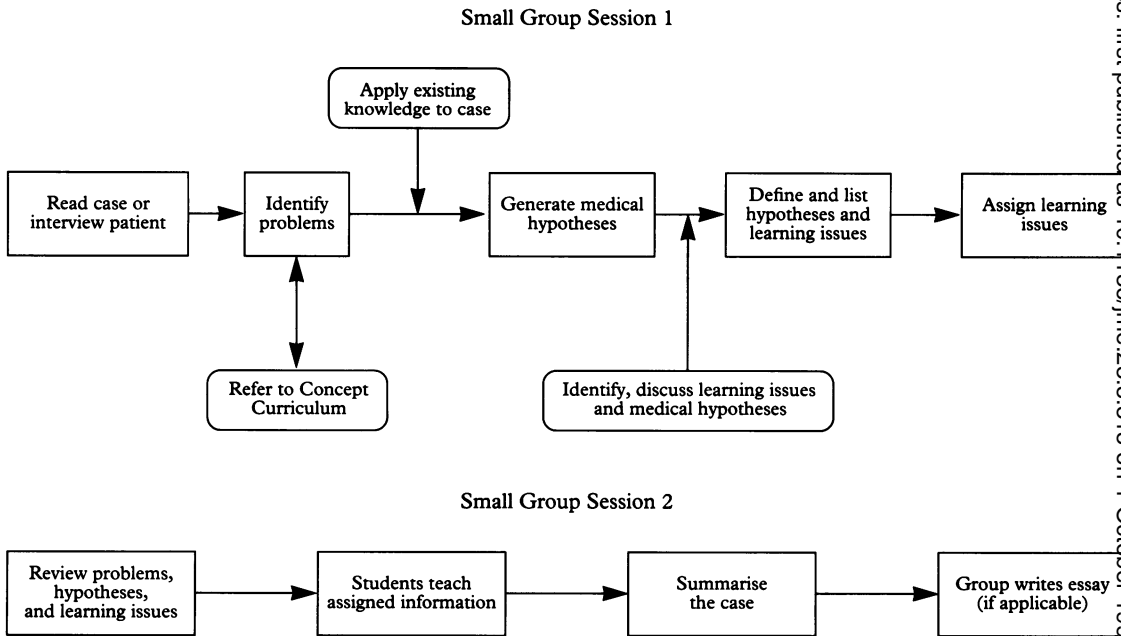 Small Group Session 1
Apply existing
knowledge to case
Read case or
interview patient
Identify
problems
Generate medical
hypotheses
Define and list
hypotheses and
learning issues
Assign learning
issues
Refer to Concept
Curriculum
Identify, discuss learning issues
and medical hypotheses
Small Group Session 2
Review problems,
hypotheses,
and learning issues
Students teach
assigned information
Summarise
the case
Group writes essay
(if applicable)